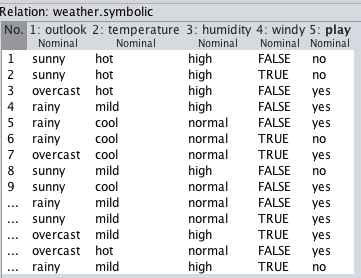 Relation: weather.symbolic
No. 1: outlook 2: temperature 3: humidity 4: windy 5: play
Nominal Nominal Nominal Nominal Nominal
1 sunny hot high FALSE no
2 sunny hot high TRUE no
3 overcast hot high FALSE yes
4 rainy mild high FALSE yes
5 rainy cool normal FALSE yes
6 rainy cool normal TRUE no
7 overcast cool normal TRUE yes
8 sunny mild high FALSE no
9 sunny cool normal FALSE yes
... rainy mild normal FALSE yes
... sunny mild normal TRUE yes
... overcast mild high TRUE yes
... overcast hot normal FALSE yes
... rainy mild high TRUE no